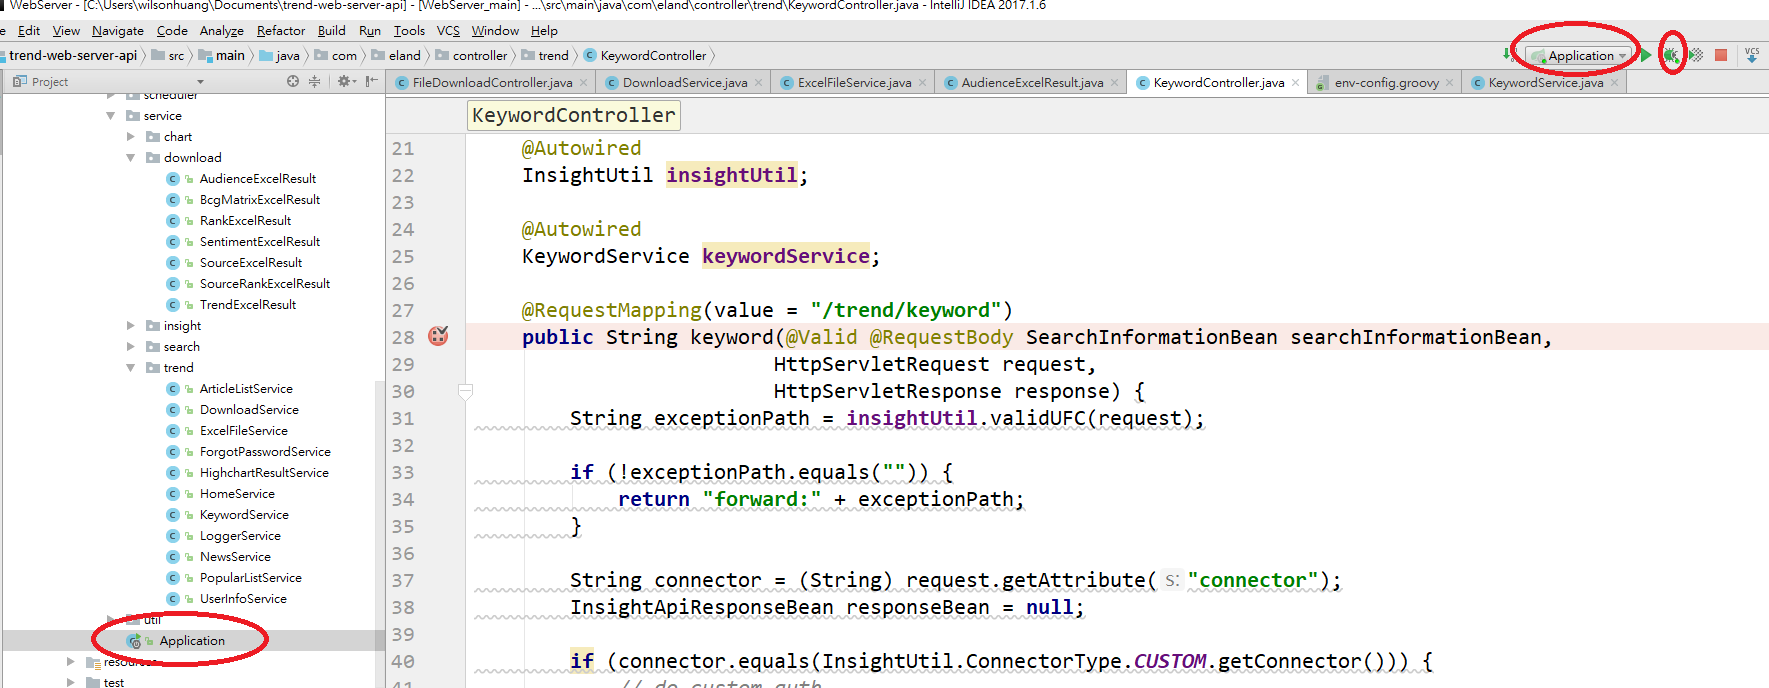 WebServer - [C:\Users\wilsonhuang\Documents\trend-web-server-api] - [WebServer_main] - ...\src\main\java\com\eland\controller\trend\KeywordController.java - IntelliJ IDEA 2017.1.6
Edit View Navigate Code Analyze Refactor Build Run Tools VCS Window Help
trend-web-server-api src main java com eland controller trend KeywordController
Application
VCS
Project
FileDownloadController.java DownloadService.java ExcelFileService.java AudienceExcelResult.java KeywordController.java env-config.groovy KeywordService.java
scheduler
service
chart
download
AudienceExcelResult
BcgMatrixExcelResult
RankExcelResult
SentimentExcelResult
SourceExcelResult
SourceRankExcelResult
TrendExcelResult
insight
search
trend
ArticleListService
DownloadService
ExcelFileService
ForgotPasswordService
HighchartResultService
HomeService
KeywordService
LoggerService
NewsService
PopularListService
UserInfoService
util
Application
resources
test
KeywordController
21 @Autowired
22 InsightUtil insightUtil;
23
24 @Autowired
25 KeywordService keywordService;
26
27 @RequestMapping(value = "/trend/keyword")
28 public String keyword(@Valid @RequestBody SearchInformationBean searchInformationBean,
29 HttpServletRequest request,
30 HttpServletResponse response) {
31 String exceptionPath = insightUtil.validUFC(request);
32
33 if (!exceptionPath.equals("")) {
34 return "forward:" + exceptionPath;
35 }
36
37 String connector = (String) request.getAttribute( s: "connector");
38 InsightApiResponseBean responseBean = null;
39
40 if (connector.equals(InsightUtil.ConnectorType.CUSTOM.getConnector())) {
41 // do custom auth